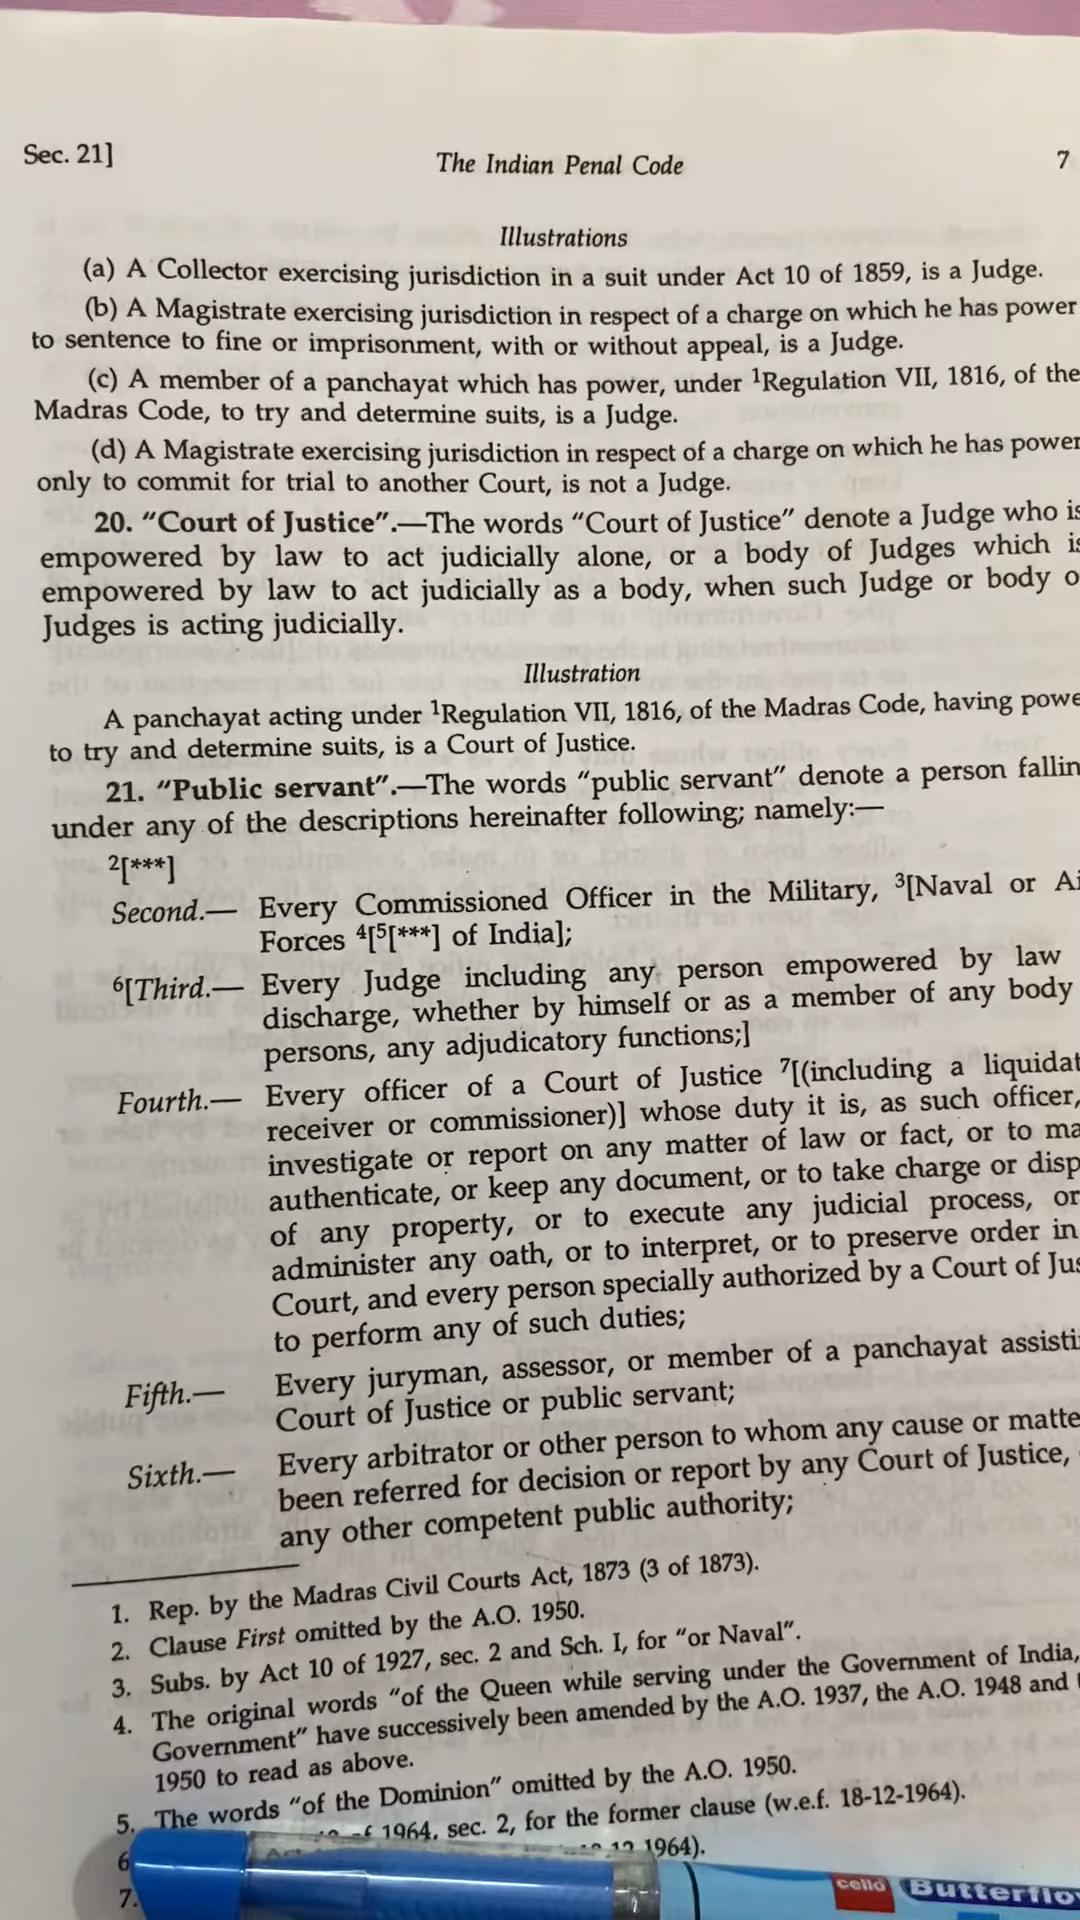 Sec. 21]
The Indian Penal Code
7
Illustrations
(a) A Collector exercising jurisdiction in a suit under Act 10 of 1859, is a Judge.
(b) A Magistrate exercising jurisdiction in respect of a charge on which he has power
to sentence to fine or imprisonment, with or without appeal, is a Judge.
(c) A member of a panchayat which has power, under ¹Regulation VII, 1816, of the
Madras Code, to try and determine suits, is a Judge.
(d) A Magistrate exercising jurisdiction in respect of a charge on which he has power
only to commit for trial to another Court, is not a Judge.
20. “Court of Justice”.—The words “Court of Justice” denote a Judge who is
empowered by law to act judicially alone, or a body of Judges which is
empowered by law to act judicially as a body, when such Judge or body o
Judges is acting judicially.
Illustration
A panchayat acting under ¹Regulation VII, 1816, of the Madras Code, having powe
to try and determine suits, is a Court of Justice.
21. “Public servant”.—The words “public servant” denote a person fallin
under any of the descriptions hereinafter following; namely:—
²[***]
Second.— Every Commissioned Officer in the Military, ³[Naval or Ai
Forces ⁴[⁵[***] of India];
⁶[Third.— Every Judge including any person empowered by law
discharge, whether by himself or as a member of any body
persons, any adjudicatory functions;]
Fourth.— Every officer of a Court of Justice ⁷[(including a liquidat
receiver or commissioner)] whose duty it is, as such officer,
investigate or report on any matter of law or fact, or to ma
authenticate, or keep any document, or to take charge or disp
of any property, or to execute any judicial process, or
administer any oath, or to interpret, or to preserve order in
Court, and every person specially authorized by a Court of Jus
to perform any of such duties;
Fifth.— Every juryman, assessor, or member of a panchayat assisti
Court of Justice or public servant;
Sixth.— Every arbitrator or other person to whom any cause or matte
been referred for decision or report by any Court of Justice,
any other competent public authority;
1. Rep. by the Madras Civil Courts Act, 1873 (3 of 1873).
2. Clause First omitted by the A.O. 1950.
3. Subs. by Act 10 of 1927, sec. 2 and Sch. I, for “or Naval”.
4. The original words “of the Queen while serving under the Government of India,
Government” have successively been amended by the A.O. 1937, the A.O. 1948 and
1950 to read as above.
5. The words “of the Dominion” omitted by the A.O. 1950.
6 1964, sec. 2, for the former clause (w.e.f. 18-12-1964).
7. 1964).
cello Butterflo